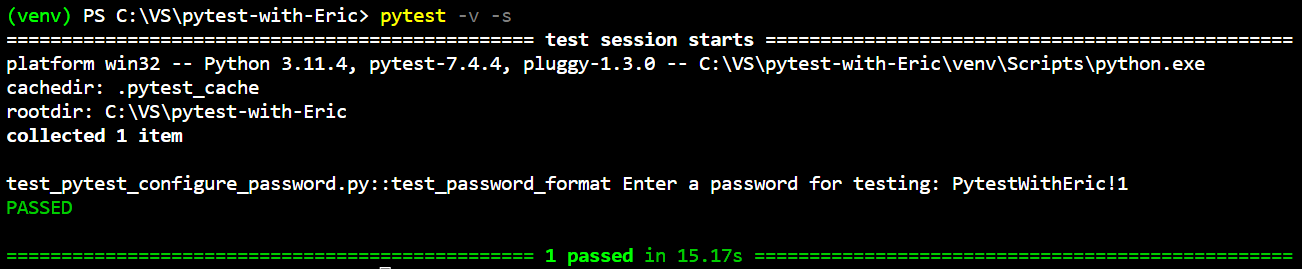 (venv) PS C:\VS\pytest-with-Eric> pytest -v -s
================================================ test session starts ================================================
platform win32 -- Python 3.11.4, pytest-7.4.4, pluggy-1.3.0 -- C:\VS\pytest-with-Eric\venv\Scripts\python.exe
cachedir: .pytest_cache
rootdir: C:\VS\pytest-with-Eric
collected 1 item
test_pytest_configure_password.py::test_password_format Enter a password for testing: PytestWithEric!1
PASSED
================================================ 1 passed in 15.17s =================================================